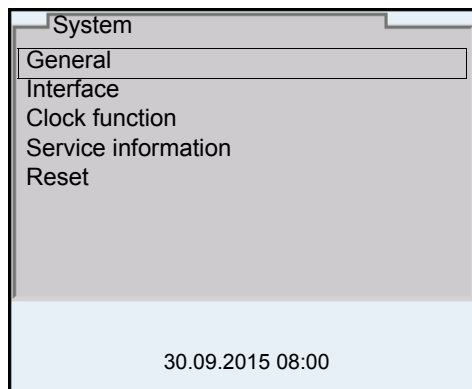 System
General
Interface
Clock function
Service information
Reset
30.09.2015 08:00